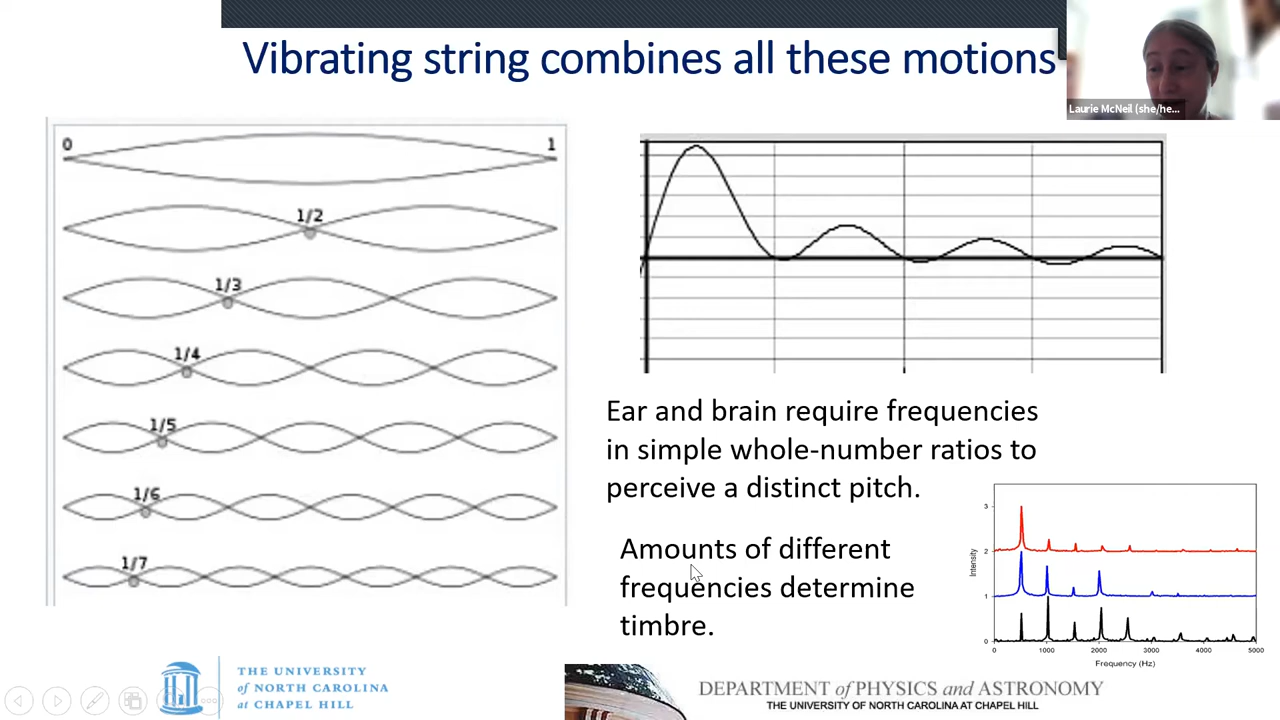 Vibrating string combines all these motions
Laurie McNeil (she/he...
0 1
1/2
1/3
1/4
1/5
1/6
1/7
Ear and brain require frequencies
in simple whole-number ratios to
perceive a distinct pitch.
Amounts of different
frequencies determine
timbre.
3
2
1
0
Intensity
0 1000 2000 3000 4000 5000
Frequency (Hz)
THE UNIVERSITY
of NORTH CAROLINA
at CHAPEL HILL
DEPARTMENT of PHYSICS and ASTRONOMY
THE UNIVERSITY OF NORTH CAROLINA AT CHAPEL HILL